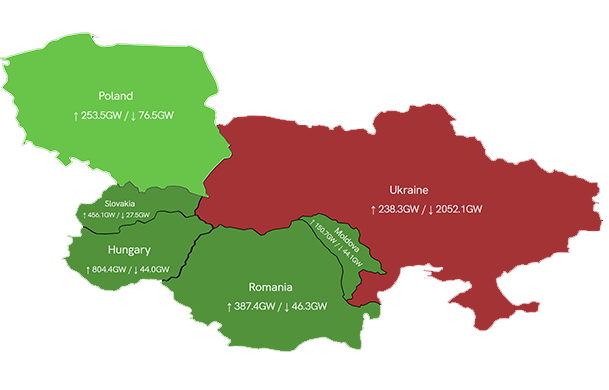 Poland
↑ 253.5GW / ↓ 76.5GW
Ukraine
↑ 238.3GW / ↓ 2052.1GW
Slovakia
↑ 456.1GW / ↓ 27.5GW
Moldova
↑ 150.7GW / ↓ 44.1GW
Hungary
↑ 804.4GW / ↓ 44.0GW
Romania
↑ 387.4GW / ↓ 46.3GW